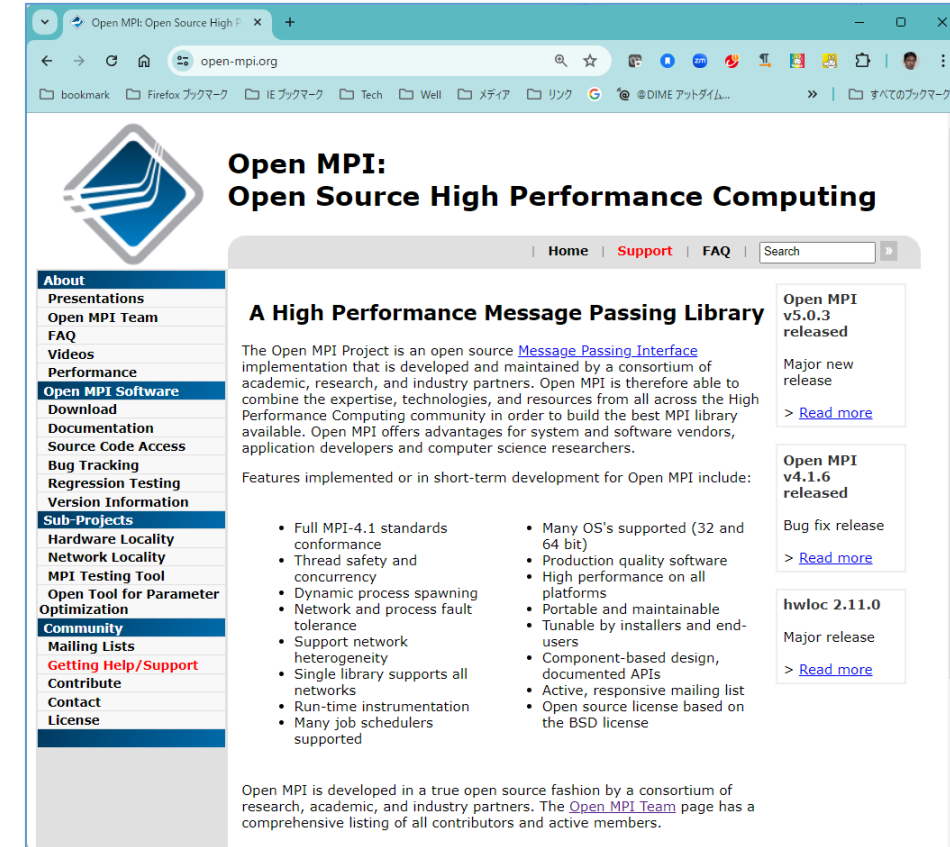 Open MPI: Open Source High P
open-mpi.org
zm
bookmark
Firefox ブックマーク
IE ブックマーク
Tech
Well
メディア
リンク
@DIME アットダイム...
»
すべてのブックマーク
Open MPI:
Open Source High Performance Computing
| Home | Support | FAQ | Search »
About
Presentations
Open MPI Team
FAQ
Videos
Performance
Open MPI Software
Download
Documentation
Source Code Access
Bug Tracking
Regression Testing
Version Information
Sub-Projects
Hardware Locality
Network Locality
MPI Testing Tool
Open Tool for Parameter
Optimization
Community
Mailing Lists
Getting Help/Support
Contribute
Contact
License
A High Performance Message Passing Library
The Open MPI Project is an open source Message Passing Interface
implementation that is developed and maintained by a consortium of
academic, research, and industry partners. Open MPI is therefore able to
combine the expertise, technologies, and resources from all across the High
Performance Computing community in order to build the best MPI library
available. Open MPI offers advantages for system and software vendors,
application developers and computer science researchers.
Features implemented or in short-term development for Open MPI include:
• Full MPI-4.1 standards
conformance
• Thread safety and
concurrency
• Dynamic process spawning
• Network and process fault
tolerance
• Support network
heterogeneity
• Single library supports all
networks
• Run-time instrumentation
• Many job schedulers
supported
• Many OS's supported (32 and
64 bit)
• Production quality software
• High performance on all
platforms
• Portable and maintainable
• Tunable by installers and end-
users
• Component-based design,
documented APIs
• Active, responsive mailing list
• Open source license based on
the BSD license
Open MPI is developed in a true open source fashion by a consortium of
research, academic, and industry partners. The Open MPI Team page has a
comprehensive listing of all contributors and active members.
Open MPI
v5.0.3
released
Major new
release
> Read more
Open MPI
v4.1.6
released
Bug fix release
> Read more
hwloc 2.11.0
Major release
> Read more